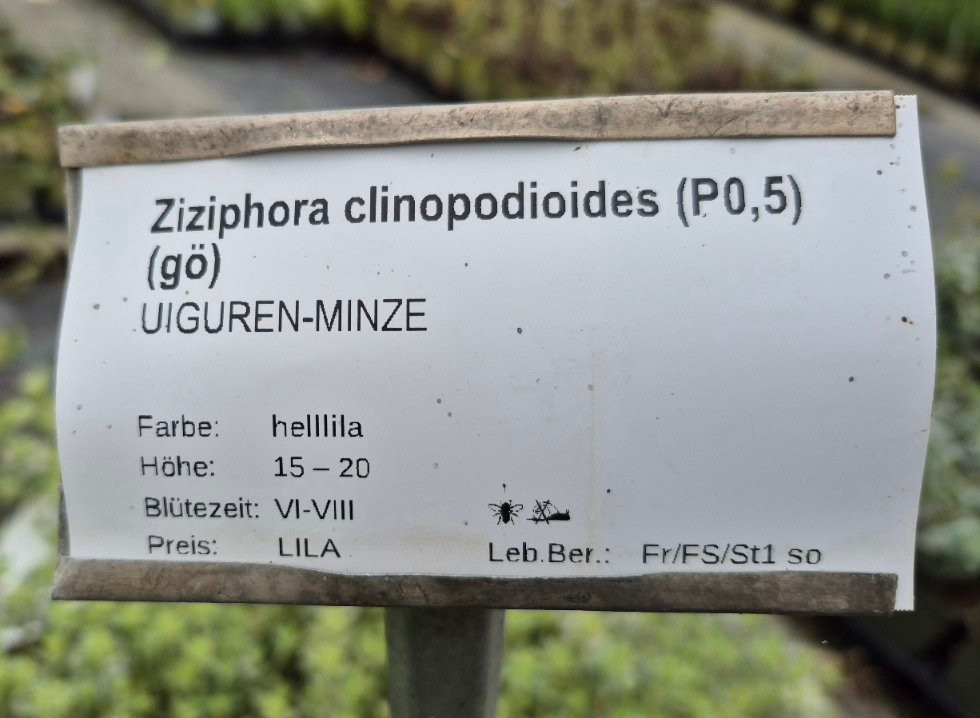 Ziziphora clinopodioides (P0,5)
(gö)
UIGUREN-MINZE
Farbe: helllila
Höhe: 15 – 20
Blütezeit: VI-VIII
Preis: LILA
Leb.Ber.: Fr/FS/St1 so